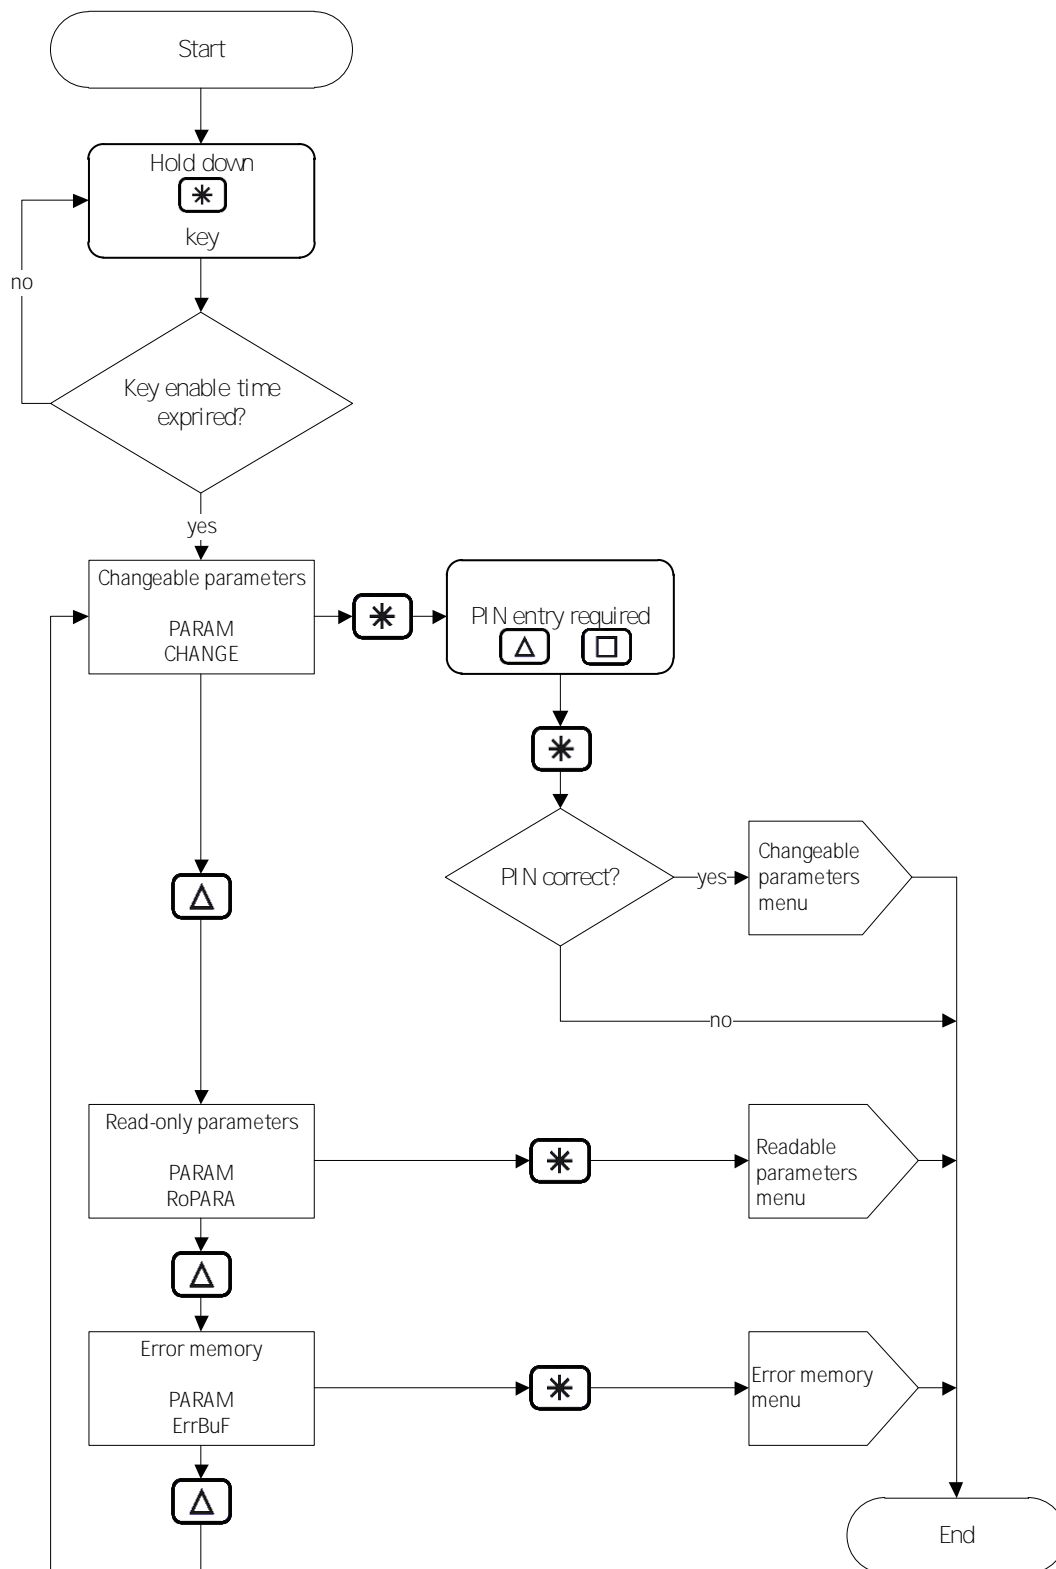 Start
Hold down
key
no
Key enable time
exprired?
yes
Changeable parameters
PARAM
CHANGE
PIN entry required
PIN correct?
yes
Changeable
parameters
menu
no
Read-only parameters
PARAM
RoPARA
Readable
parameters
menu
Error memory
PARAM
ErrBuF
Error memory
menu
End